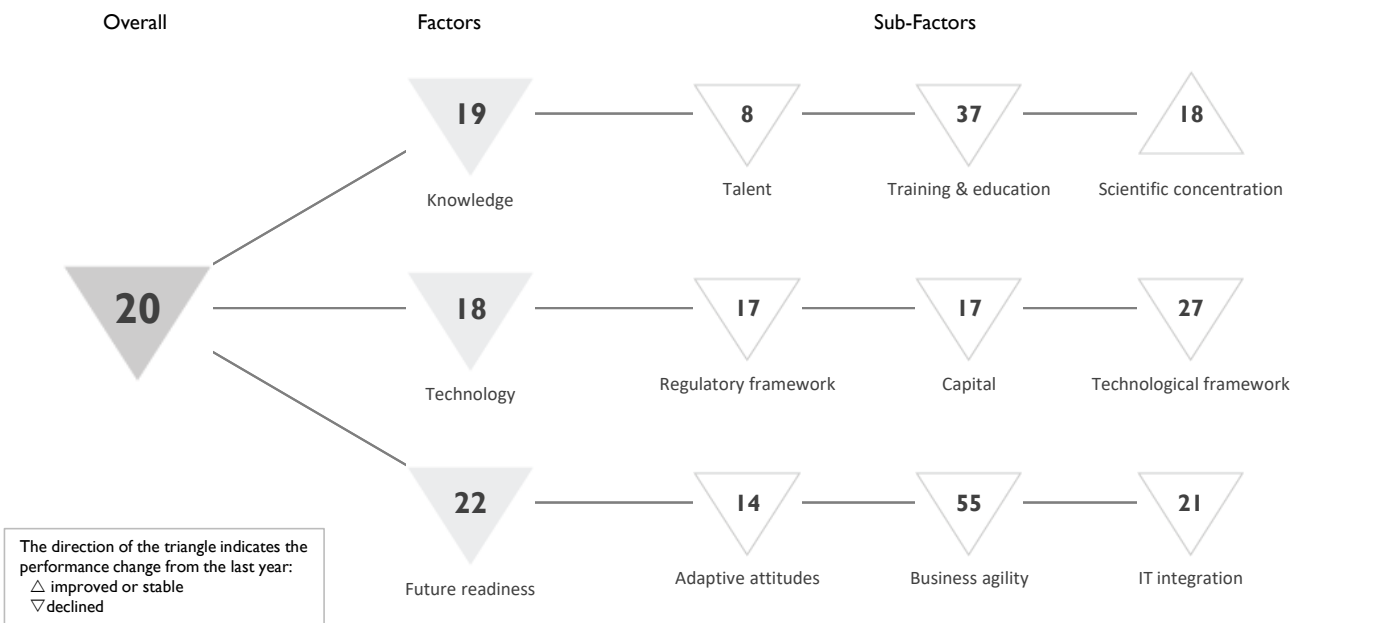 Overall
Factors
Sub-Factors
19
8
37
18
Knowledge
Talent
Training & education
Scientific concentration
20
18
17
17
27
Technology
Regulatory framework
Capital
Technological framework
22
14
55
21
Future readiness
Adaptive attitudes
Business agility
IT integration
The direction of the triangle indicates the
performance change from the last year:
△ improved or stable
▽ declined